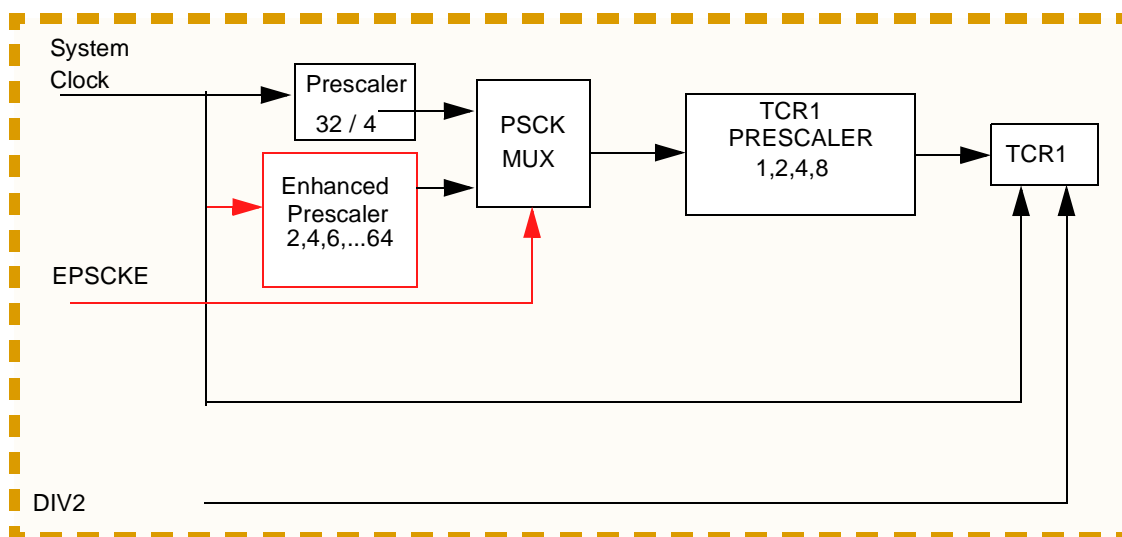 System
Clock
Prescaler
32 / 4
Enhanced
Prescaler
2,4,6,...64
PSCK
MUX
TCR1
PRESCALER
1,2,4,8
TCR1
EPSCKE
DIV2